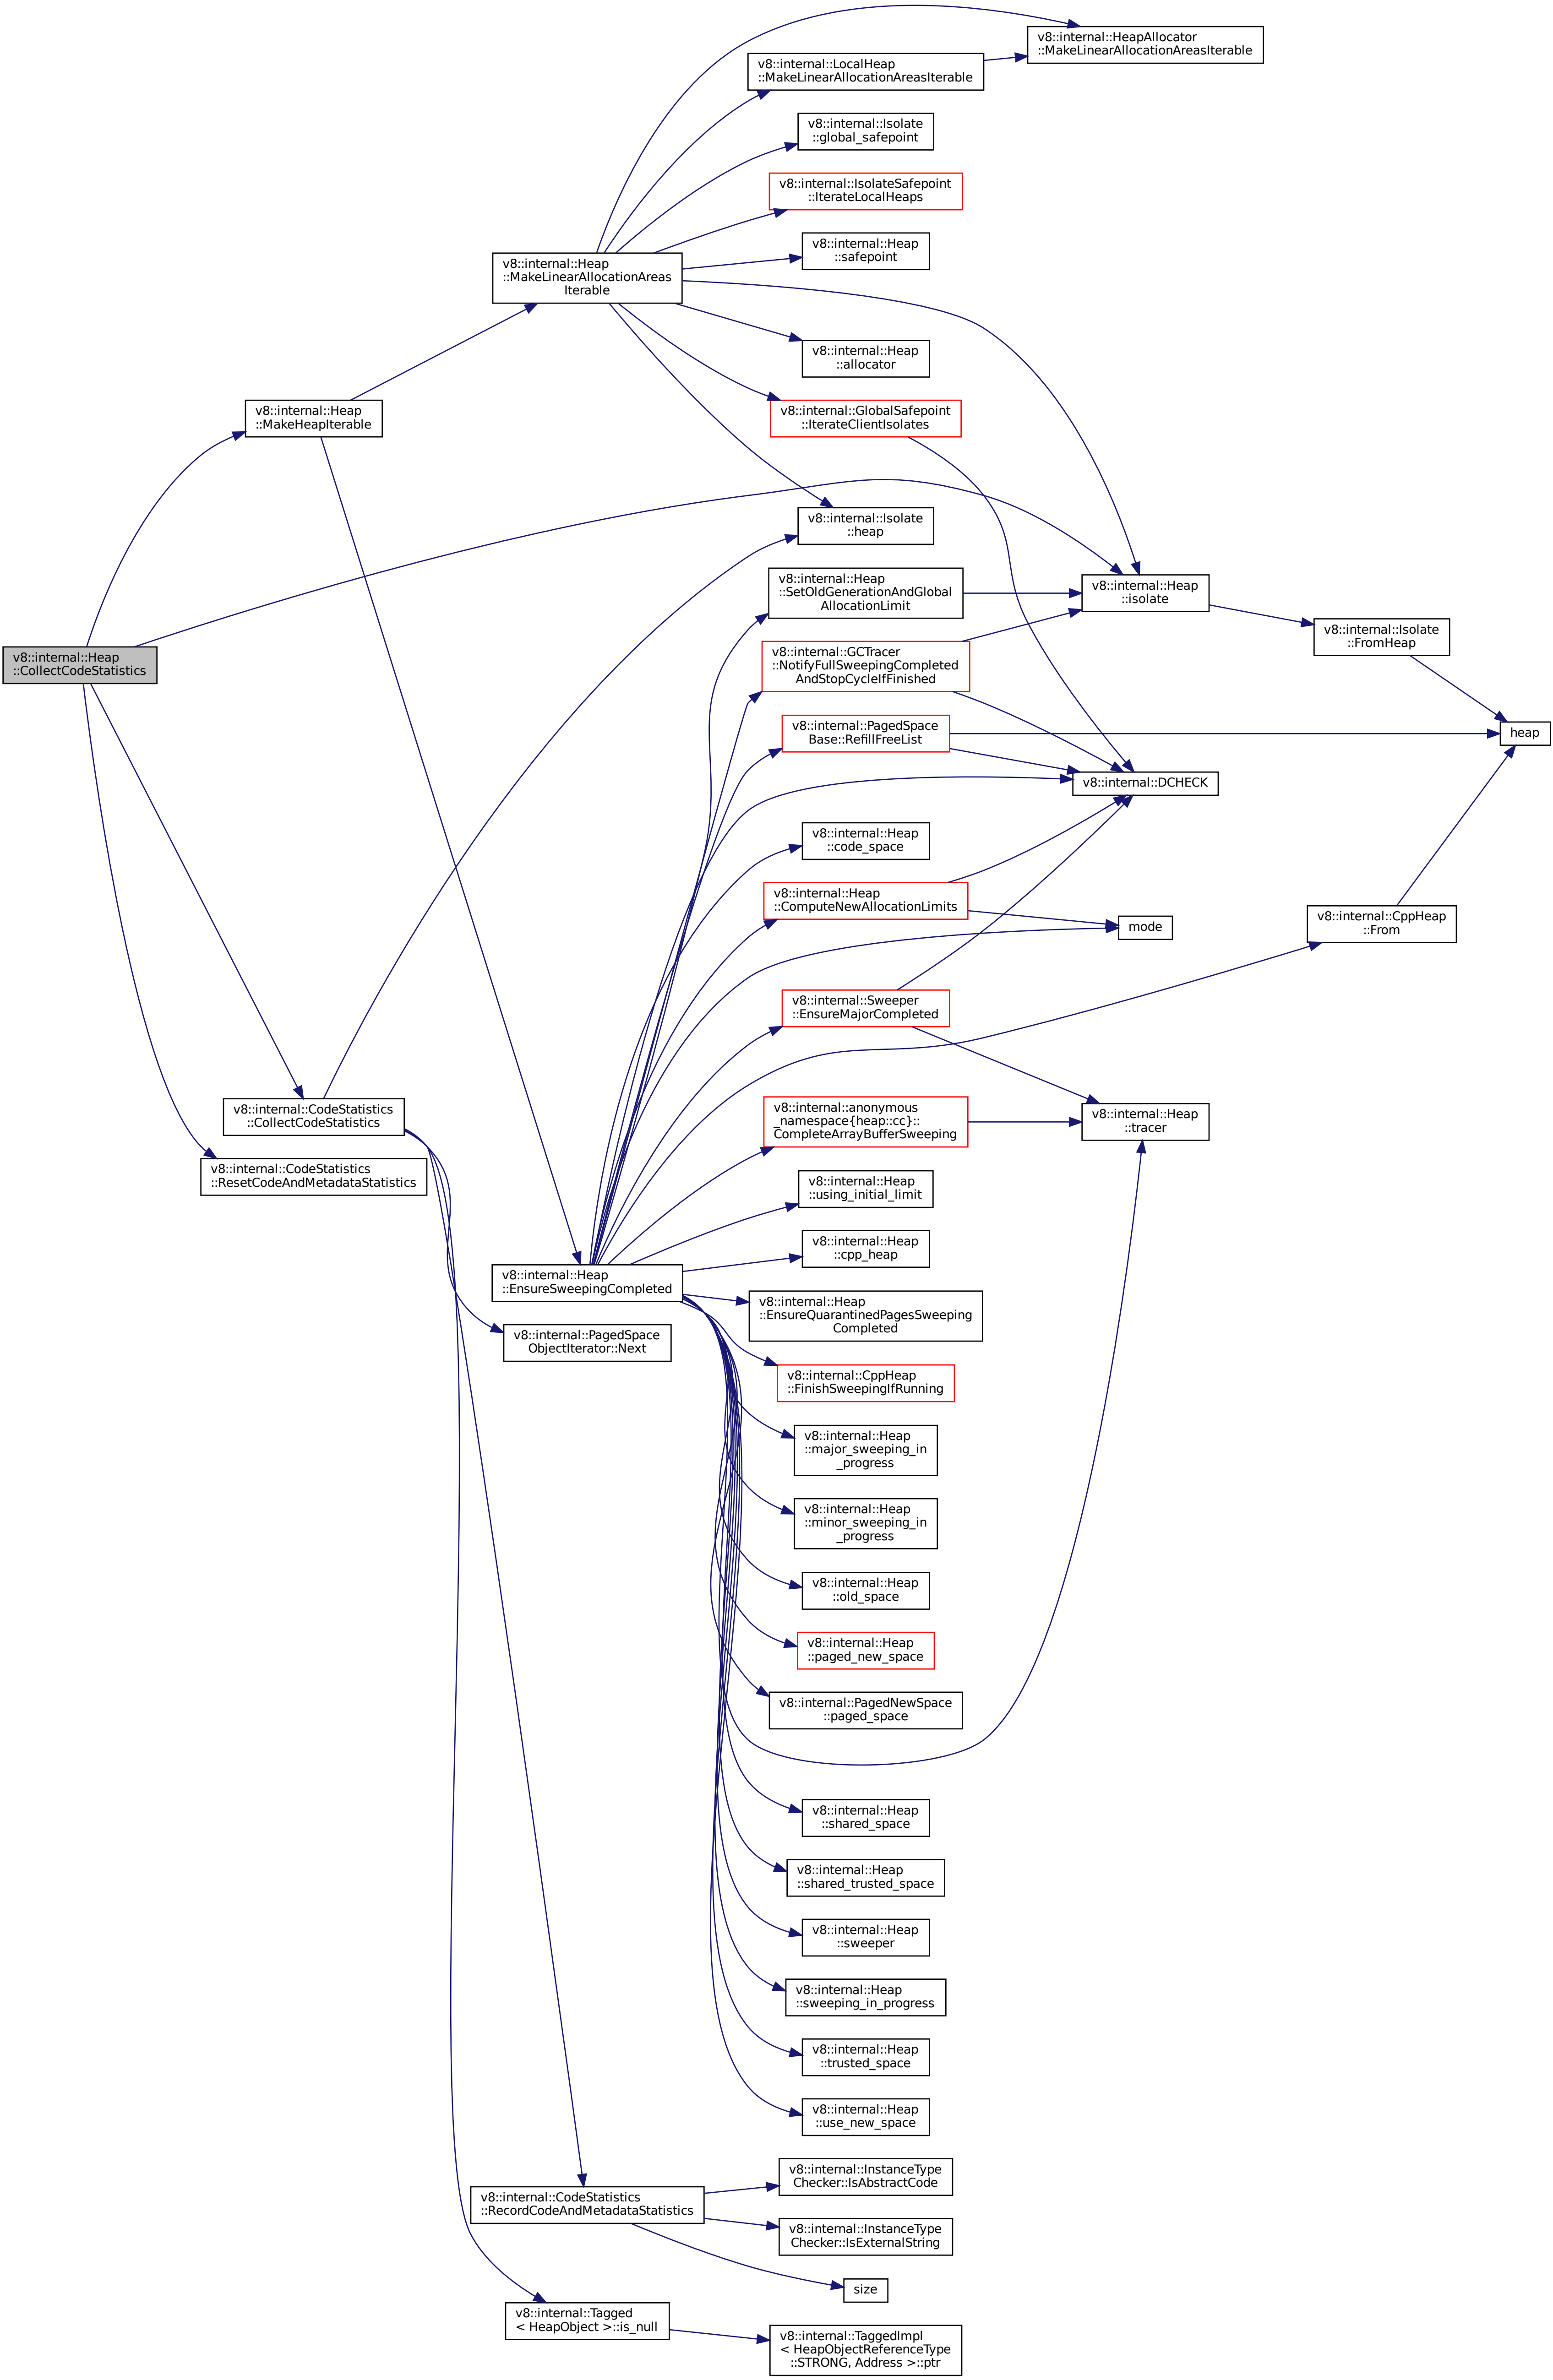 v8::internal::Heap
::CollectCodeStatistics
v8::internal::Heap
::MakeHeapIterable
v8::internal::CodeStatistics
::CollectCodeStatistics
v8::internal::CodeStatistics
::ResetCodeAndMetadataStatistics
v8::internal::Heap
::MakeLinearAllocationAreas
Iterable
v8::internal::Heap
::EnsureSweepingCompleted
v8::internal::PagedSpace
ObjectIterator::Next
v8::internal::CodeStatistics
::RecordCodeAndMetadataStatistics
v8::internal::Tagged
< HeapObject >::is_null
v8::internal::LocalHeap
::MakeLinearAllocationAreasIterable
v8::internal::Isolate
::global_safepoint
v8::internal::IsolateSafepoint
::IterateLocalHeaps
v8::internal::Heap
::safepoint
v8::internal::Heap
::allocator
v8::internal::GlobalSafepoint
::IterateClientIsolates
v8::internal::Isolate
::heap
v8::internal::Heap
::SetOldGenerationAndGlobal
AllocationLimit
v8::internal::GCTracer
::NotifyFullSweepingCompleted
AndStopCycleIfFinished
v8::internal::PagedSpace
Base::RefillFreeList
v8::internal::Heap
::code_space
v8::internal::Heap
::ComputeNewAllocationLimits
v8::internal::Sweeper
::EnsureMajorCompleted
v8::internal::anonymous
_namespace{heap::cc}::
CompleteArrayBufferSweeping
v8::internal::Heap
::using_initial_limit
v8::internal::Heap
::cpp_heap
v8::internal::Heap
::EnsureQuarantinedPagesSweeping
Completed
v8::internal::CppHeap
::FinishSweepingIfRunning
v8::internal::Heap
::major_sweeping_in
_progress
v8::internal::Heap
::minor_sweeping_in
_progress
v8::internal::Heap
::old_space
v8::internal::Heap
::paged_new_space
v8::internal::PagedNewSpace
::paged_space
v8::internal::Heap
::shared_space
v8::internal::Heap
::shared_trusted_space
v8::internal::Heap
::sweeper
v8::internal::Heap
::sweeping_in_progress
v8::internal::Heap
::trusted_space
v8::internal::Heap
::use_new_space
v8::internal::InstanceType
Checker::IsAbstractCode
v8::internal::InstanceType
Checker::IsExternalString
size
v8::internal::TaggedImpl
< HeapObjectReferenceType
::STRONG, Address >::ptr
v8::internal::HeapAllocator
::MakeLinearAllocationAreasIterable
v8::internal::Heap
::isolate
v8::internal::DCHECK
mode
v8::internal::Heap
::tracer
v8::internal::Isolate
::FromHeap
v8::internal::CppHeap
::From
heap